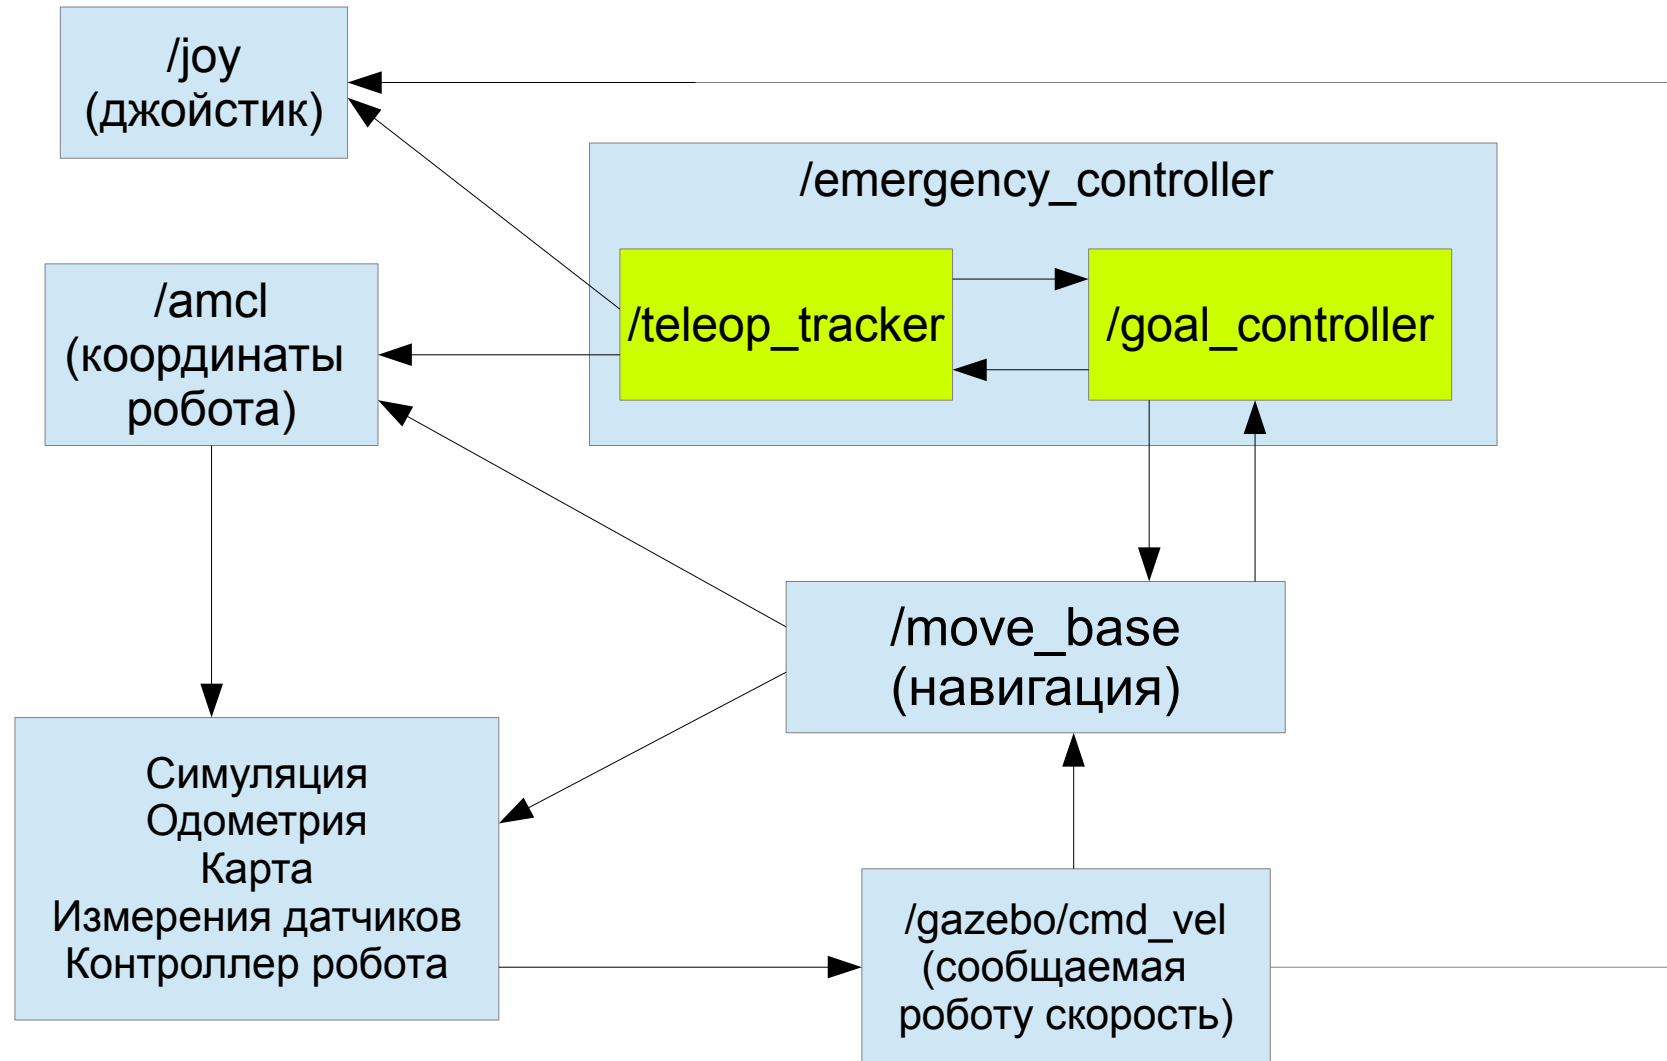 /joy
(джойстик)
/emergency_controller
/teleop_tracker
/goal_controller
/amcl
(координаты
робота)
/move_base
(навигация)
Симуляция
Одометрия
Карта
Измерения датчиков
Контроллер робота
/gazebo/cmd_vel
(сообщаемая
роботу скорость)